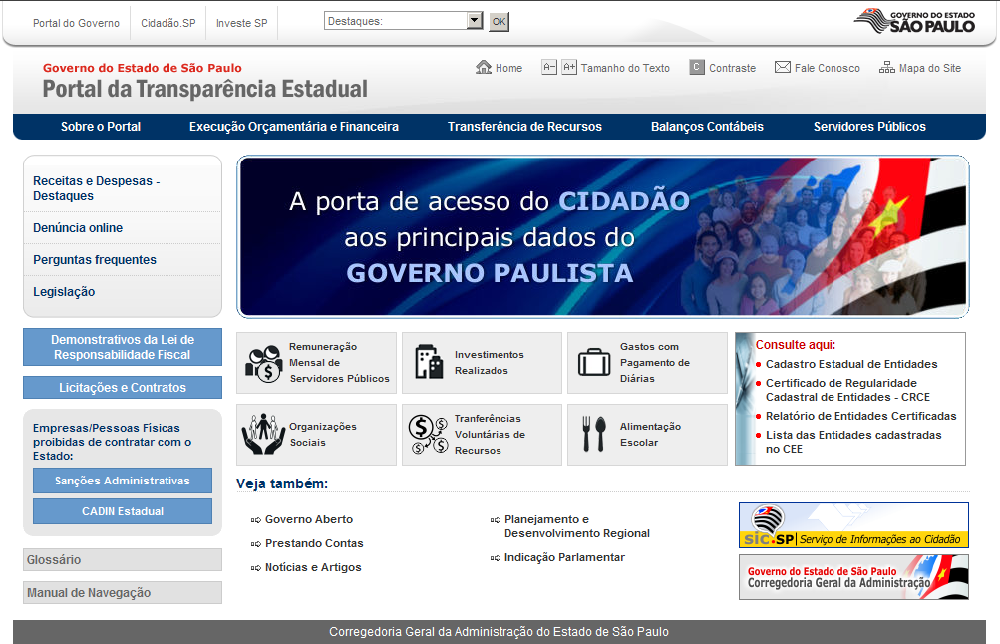 Portal do Governo
Cidadão.SP
Investe SP
Destaques:
OK
GOVERNO DO ESTADO
SÃO PAULO
Governo do Estado de São Paulo
Portal da Transparência Estadual
Home
A- A+ Tamanho do Texto
C Contraste
Fale Conosco
Mapa do Site
Sobre o Portal
Execução Orçamentária e Financeira
Transferência de Recursos
Balanços Contábeis
Servidores Públicos
Receitas e Despesas -
Destaques
Denúncia online
Perguntas frequentes
Legislação
Demonstrativos da Lei de
Responsabilidade Fiscal
Licitações e Contratos
Empresas/Pessoas Físicas
proibidas de contratar com o
Estado:
Sanções Administrativas
CADIN Estadual
Glossário
Manual de Navegação
A porta de acesso do CIDADÃO
aos principais dados do
GOVERNO PAULISTA
Remuneração
Mensal de
Servidores Públicos
Investimentos
Realizados
Gastos com
Pagamento de
Diárias
Organizações
Sociais
Tranferências
Voluntárias de
Recursos
Alimentação
Escolar
Consulte aqui:
Cadastro Estadual de Entidades
Certificado de Regularidade
Cadastral de Entidades - CRCE
Relatório de Entidades Certificadas
Lista das Entidades cadastradas
no CEE
Veja também:
Governo Aberto
Prestando Contas
Notícias e Artigos
Planejamento e
Desenvolvimento Regional
Indicação Parlamentar
sic.SP Serviço de Informações ao Cidadão
Governo do Estado de São Paulo
Corregedoria Geral da Administração
Corregedoria Geral da Administração do Estado de São Paulo